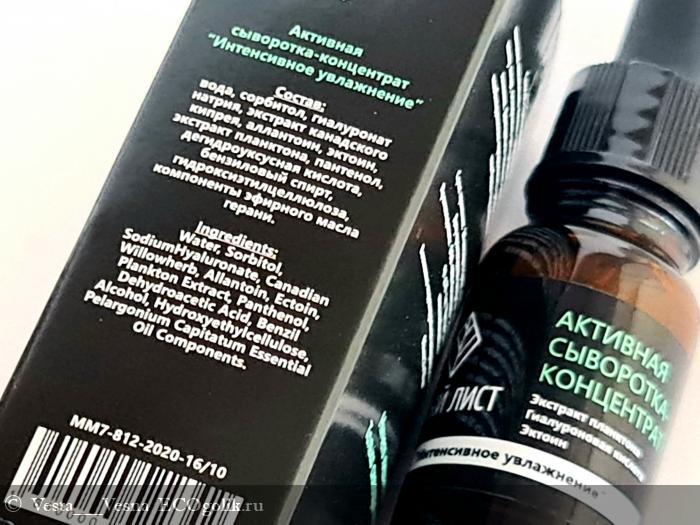 Активная
сыворотка-концентрат
"Интенсивное увлажнение"
Состав:
вода, сорбитол, гиалуронат
натрия, экстракт канадского
кипрея, аллантоин, эктоин,
экстракт планктона, пантенол,
дегидроуксусная кислота,
бензиловый спирт,
гидроксиэтилцеллюлоза,
компоненты эфирного масла
герани.
Ingredients:
Water, Sorbitol,
SodiumHyaluronate, Canadian
Willowherb, Allantoin, Ectoin,
Plankton Extract, Panthenol,
Dehydroacetic Acid, Benzil
Alcohol, Hydroxyethylcellulose,
Pelargonium Capitatum Essential
Oil Components.
ММ7-812-2020-16/10
ЛИСТ
АКТИВНАЯ
СЫВОРОТКА-
КОНЦЕНТРАТ
Экстракт планктона
Гиалуроновая кислота
Эктоин
"Интенсивное увлажнение"
© Vesta___Vesna ECOgolik.ru